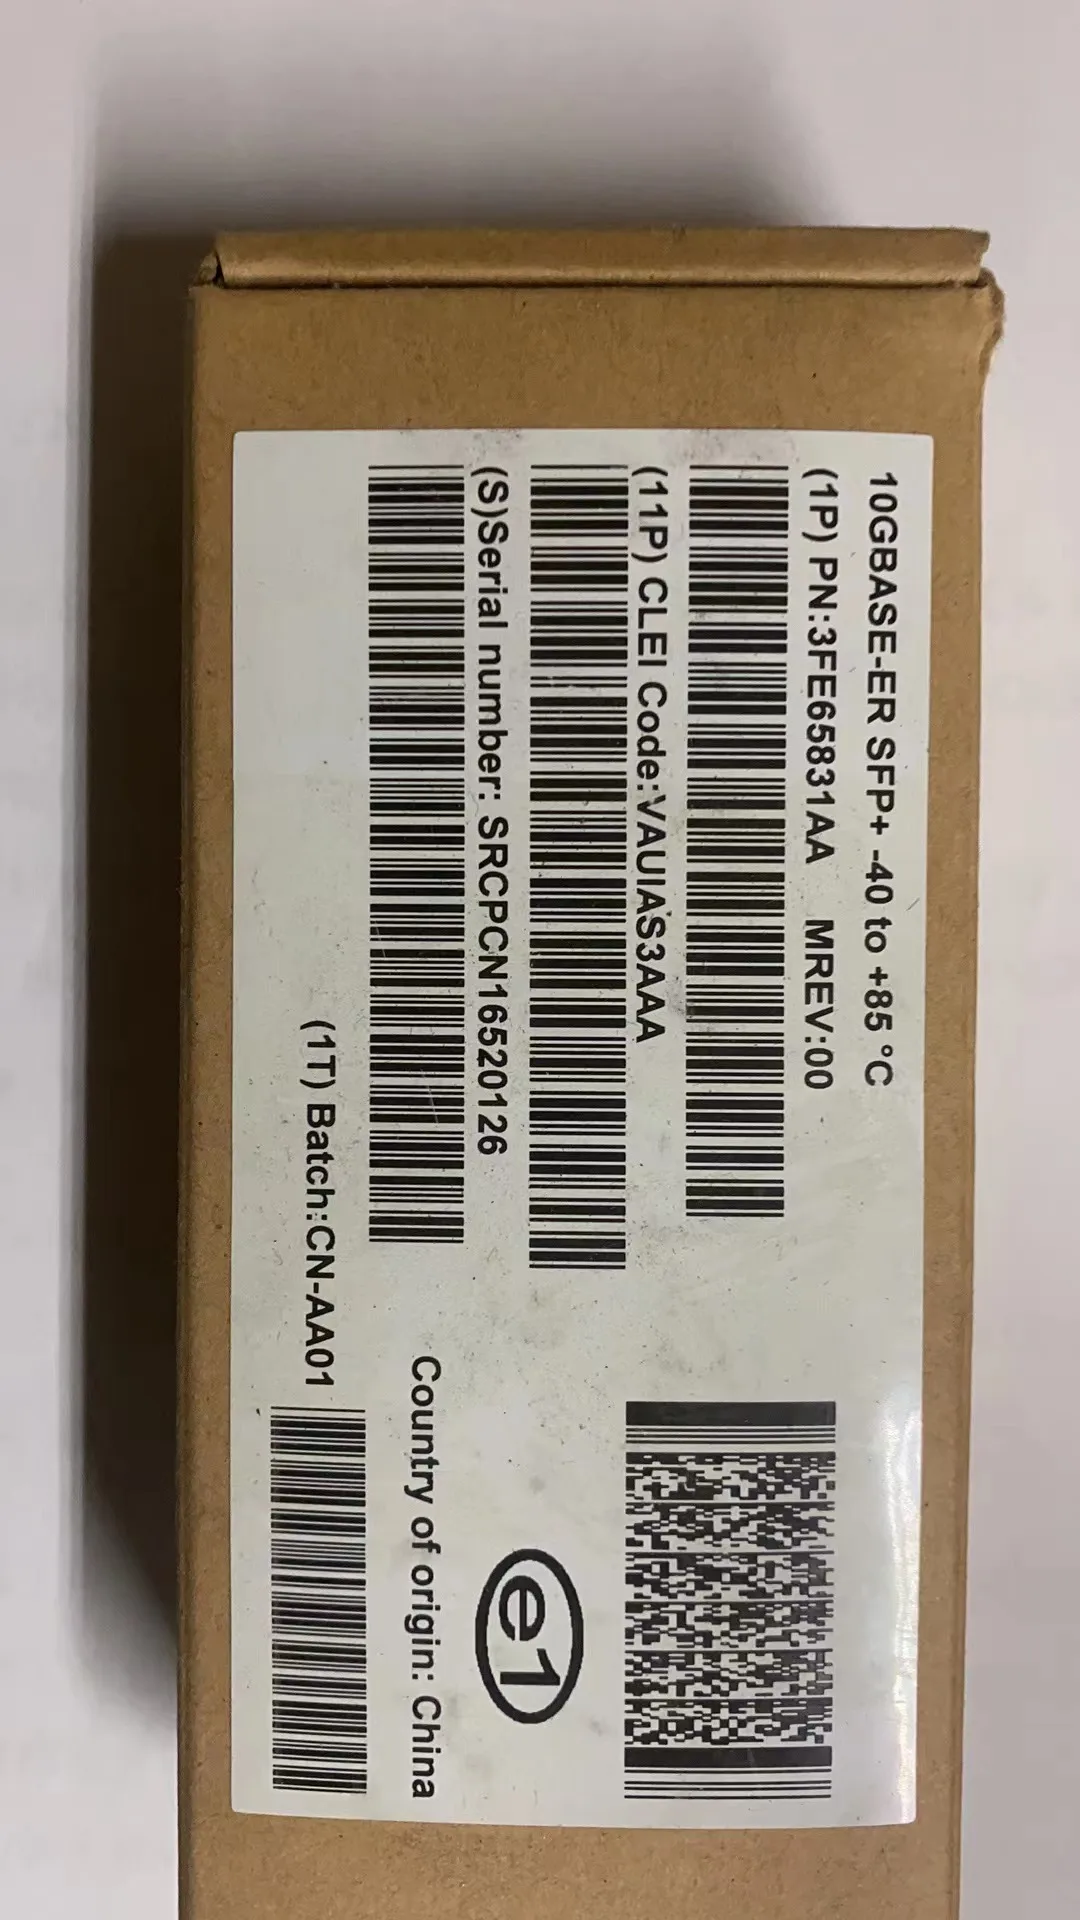 10GBASE-ER SFP+ -40 to +85 °C
(1P) PN:3FE65831AA MREV:00
(11P) CLEI Code:VAUIAS3AAA
(S)Serial number: SRCPCN16520126
e1
Country of origin: China
(1T) Batch:CN-AA01